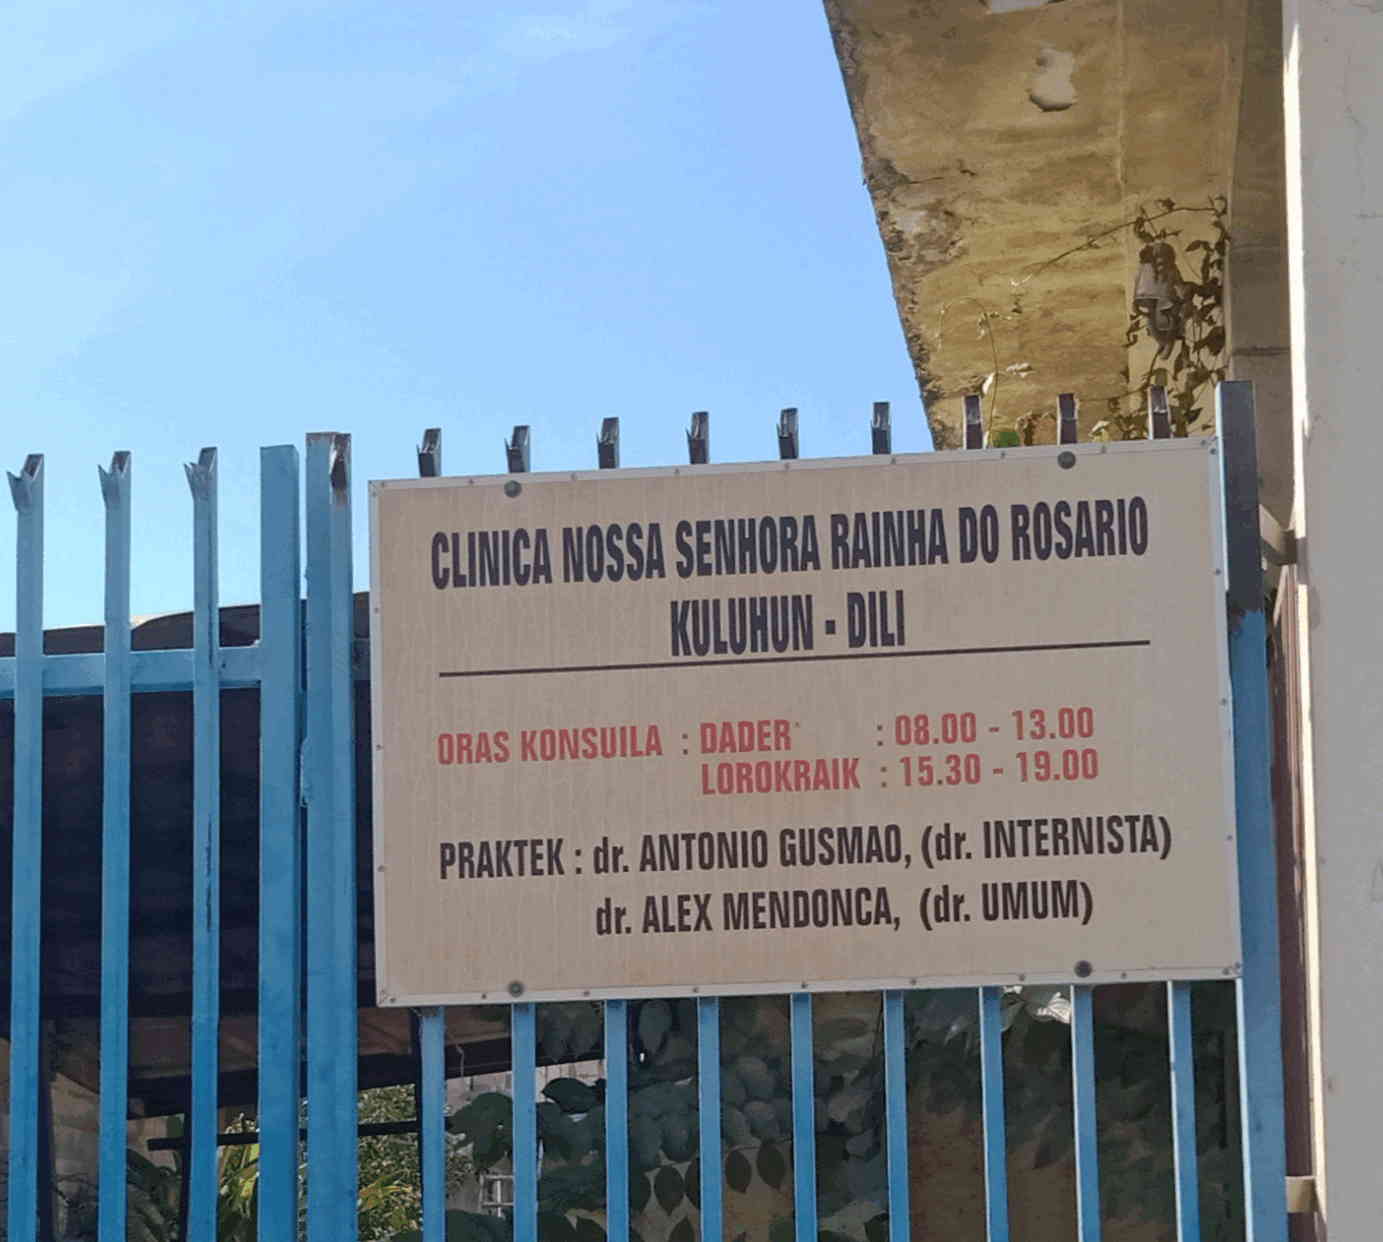 CLINICA NOSSA SENHORA RAINHA DO ROSARIO
KULUHUN - DILI
ORAS KONSUILA : DADER : 08.00 - 13.00
LOROKRAIK : 15.30 - 19.00
PRAKTEK : dr. ANTONIO GUSMAO, (dr. INTERNISTA)
dr. ALEX MENDONCA, (dr. UMUM)